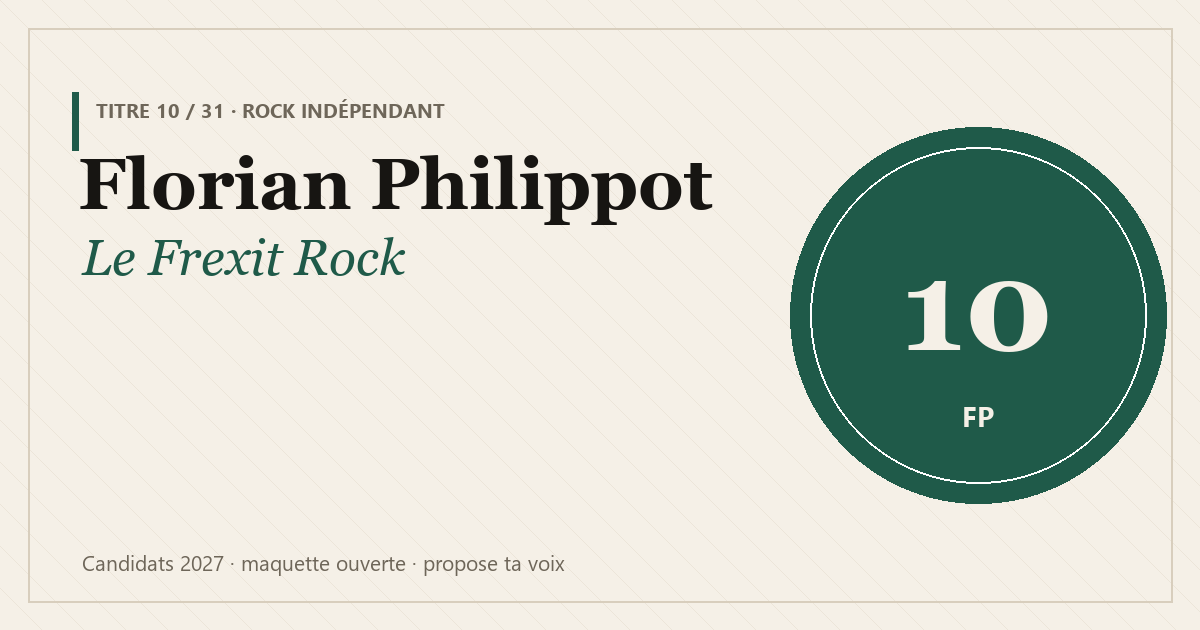 TITRE 10 / 31 · ROCK INDÉPENDANT
Florian Philippot
Le Frexit Rock
10
FP
Candidats 2027 · maquette ouverte · propose ta voix